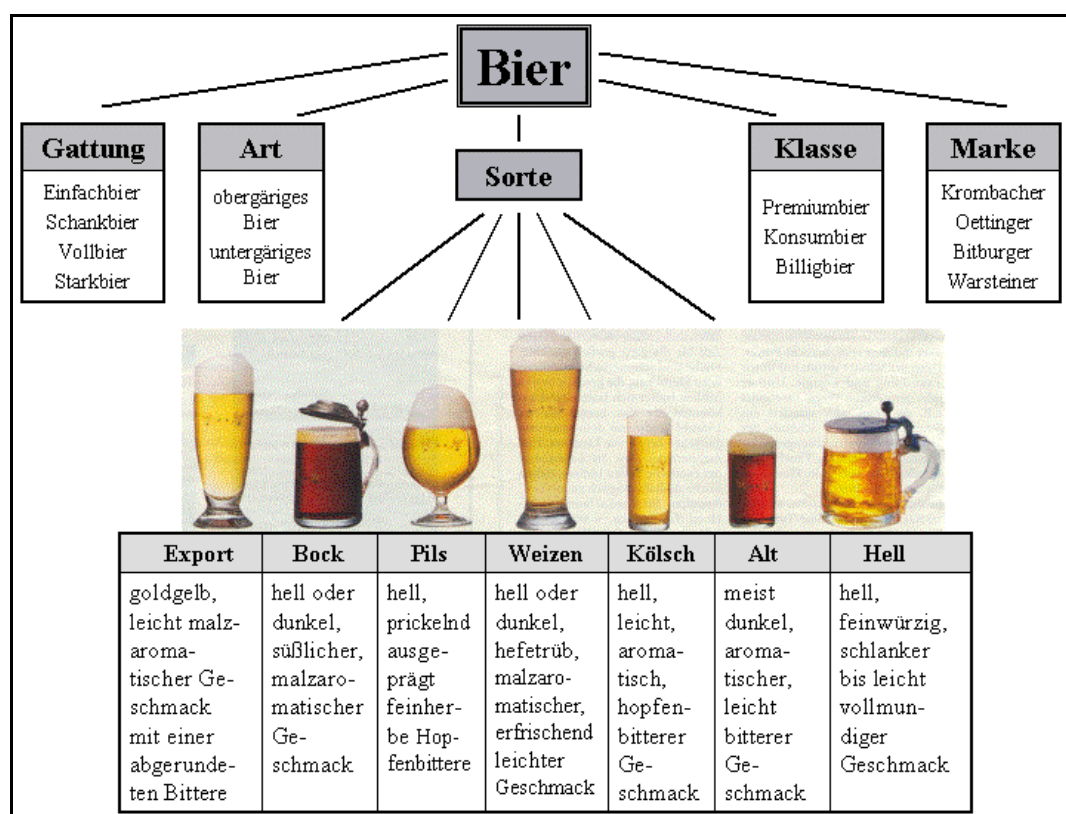 Bier
Gattung
Einfachbier
Schankbier
Vollbier
Starkbier
Art
obergäriges
Bier
untergäriges
Bier
Sorte
Klasse
Premiumbier
Konsumbier
Billigbier
Marke
Krombacher
Oettinger
Bitburger
Warsteiner
Export
goldgelb,
leicht malz-
aroma-
tischer Ge-
schmack
mit einer
abgerunde-
ten Bittere
Bock
hell oder
dunkel,
süßlicher,
malzaro-
matischer
Ge-
schmack
Pils
hell,
prickelnd
ausge-
prägt
feinher-
be Hop-
fenbittere
Weizen
hell oder
dunkel,
hefetrüb,
malzaro-
matischer,
erfrischend
leichter
Geschmack
Kölsch
hell,
leicht,
aroma-
tisch,
hopfen-
bitterer
Ge-
schmack
Alt
meist
dunkel,
aroma-
tischer,
leicht
bitterer
Ge-
schmack
Hell
hell,
feinwürzig,
schlanker
bis leicht
vollmun-
diger
Geschmack